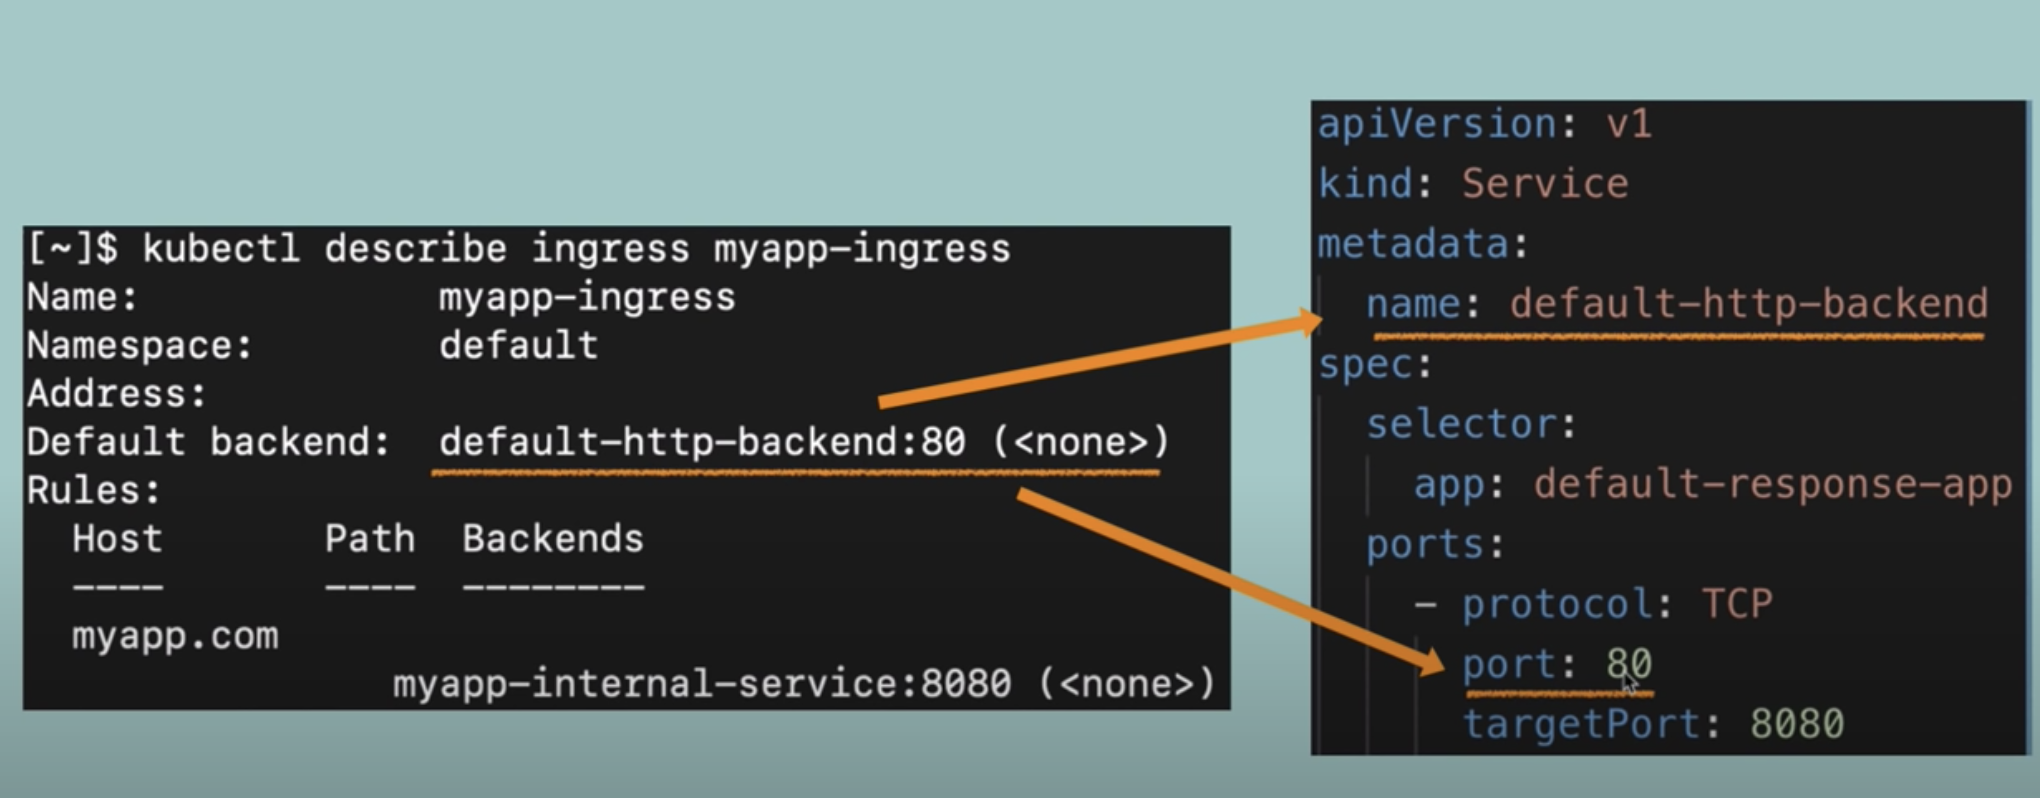 [~]$ kubectl describe ingress myapp-ingress
Name: myapp-ingress
Namespace: default
Address:
Default backend: default-http-backend:80 (<none>)
Rules:
Host Path Backends
---- ---- --------
myapp.com
myapp-internal-service:8080 (<none>)
apiVersion: v1
kind: Service
metadata:
name: default-http-backend
spec:
selector:
app: default-response-app
ports:
- protocol: TCP
port: 80
targetPort: 8080